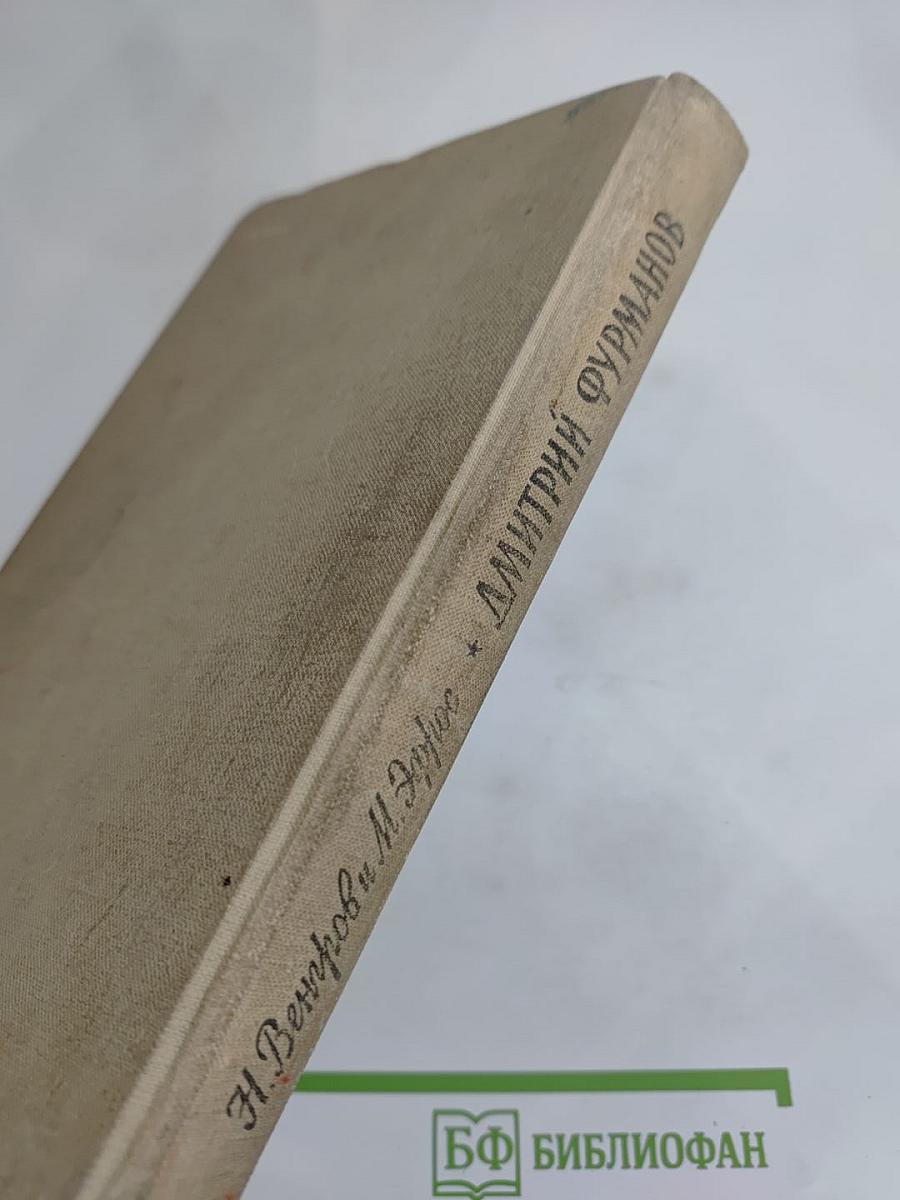 Н. Венгров и М. Эфрос * ДМИТРИЙ ФУРМАНОВ
БФ БИБЛИОФАН